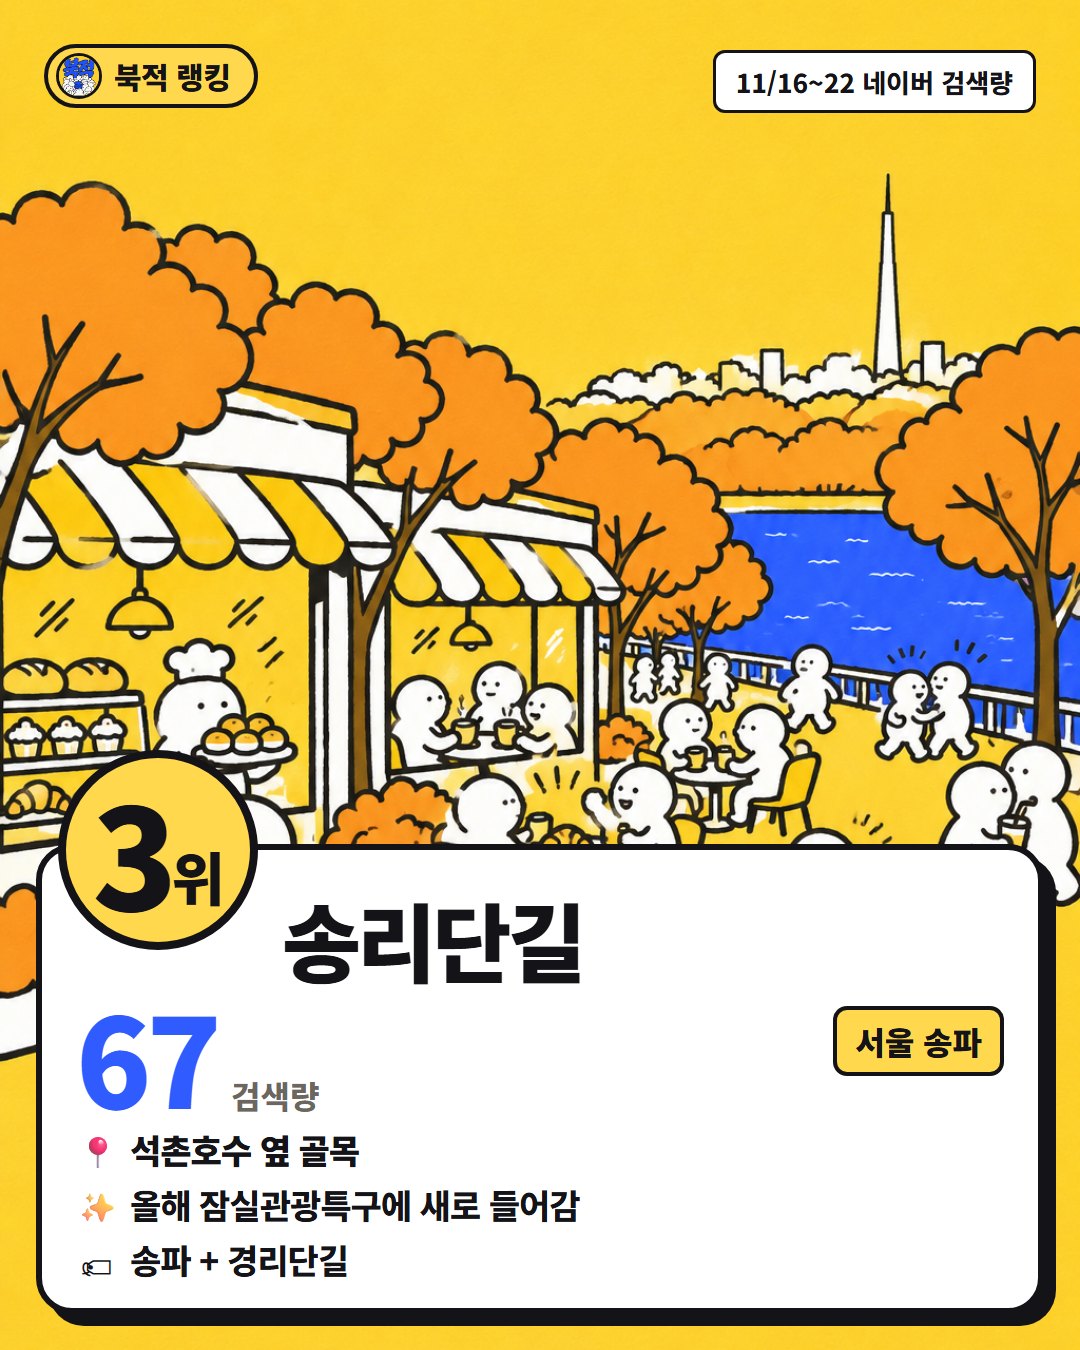 북적
북적 랭킹
11/16~22 네이버 검색량
3위
송리단길
67 검색량
서울 송파
📍 석촌호수 옆 골목
✨ 올해 잠실관광특구에 새로 들어감
🏷 송파 + 경리단길